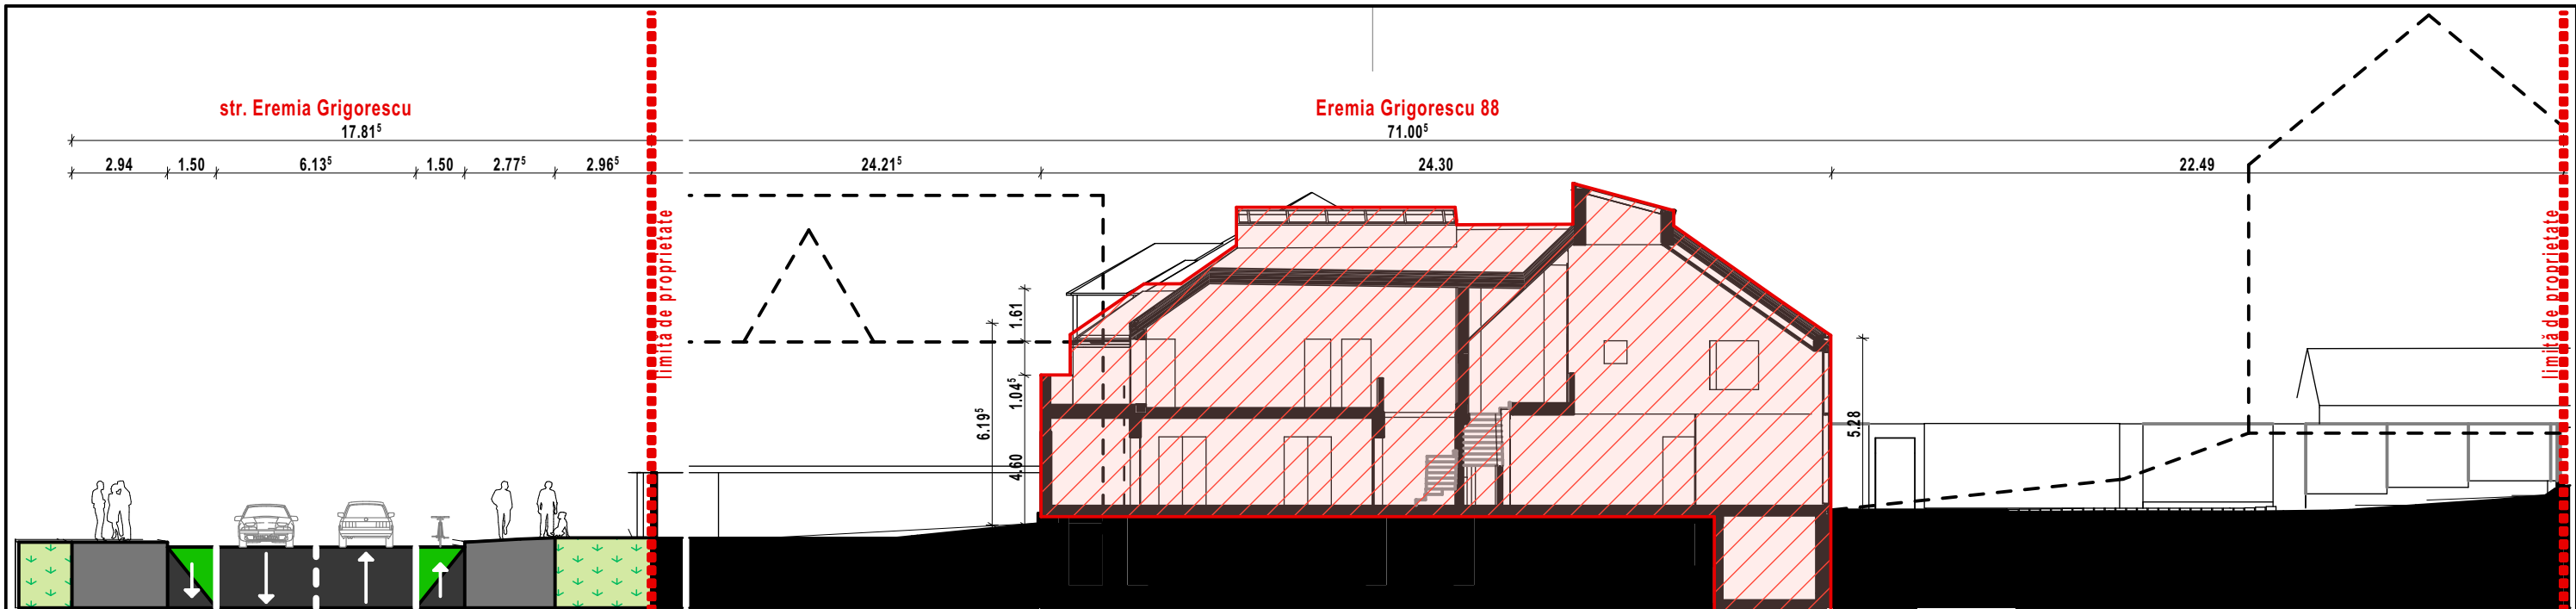 str. Eremia Grigorescu
17.81⁵
2.94 1.50 6.13⁵ 1.50 2.77⁵ 2.96⁵
limită de proprietate
Eremia Grigorescu 88
71.00⁵
24.21⁵ 24.30 22.49
1.61
1.04⁵
6.19⁵
4.60
5.28
limită de proprietate